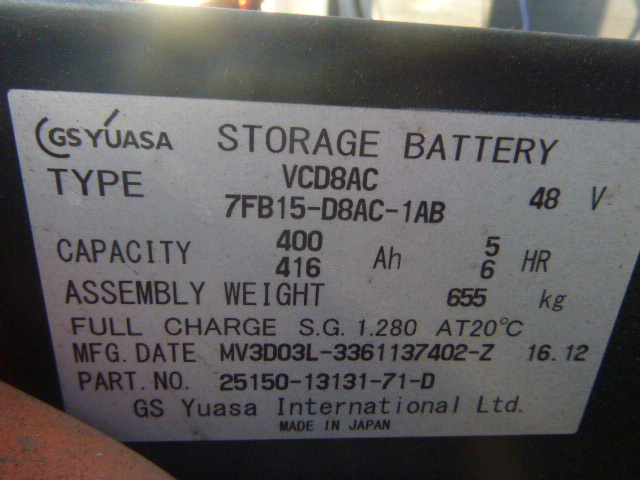 GS YUASA STORAGE BATTERY
TYPE VCD8AC 48 V
7FB15-D8AC-1AB
CAPACITY 400 Ah 5 HR
416 6
ASSEMBLY WEIGHT 655 kg
FULL CHARGE S.G. 1.280 AT20°C
MFG. DATE MV3D03L-3361137402-Z 16.12
PART. NO. 25150-13131-71-D
GS Yuasa International Ltd.
MADE IN JAPAN